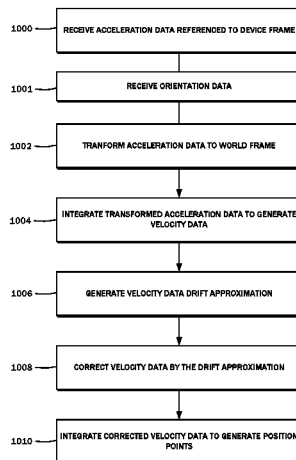 1000
RECEIVE ACCELERATION DATA REFERENCED TO DEVICE FRAME
1001
RECEIVE ORIENTATION DATA
1002
TRANFORM ACCELERATION DATA TO WORLD FRAME
1004
INTEGRATE TRANSFORMED ACCELERATION DATA TO GENERATE
VELOCITY DATA
1006
GENERATE VELOCITY DATA DRIFT APPROXIMATION
1008
CORRECT VELOCITY DATA BY THE DRIFT APPROXIMATION
1010
INTEGRATE CORRECTED VELOCITY DATA TO GENERATE POSITION
POINTS